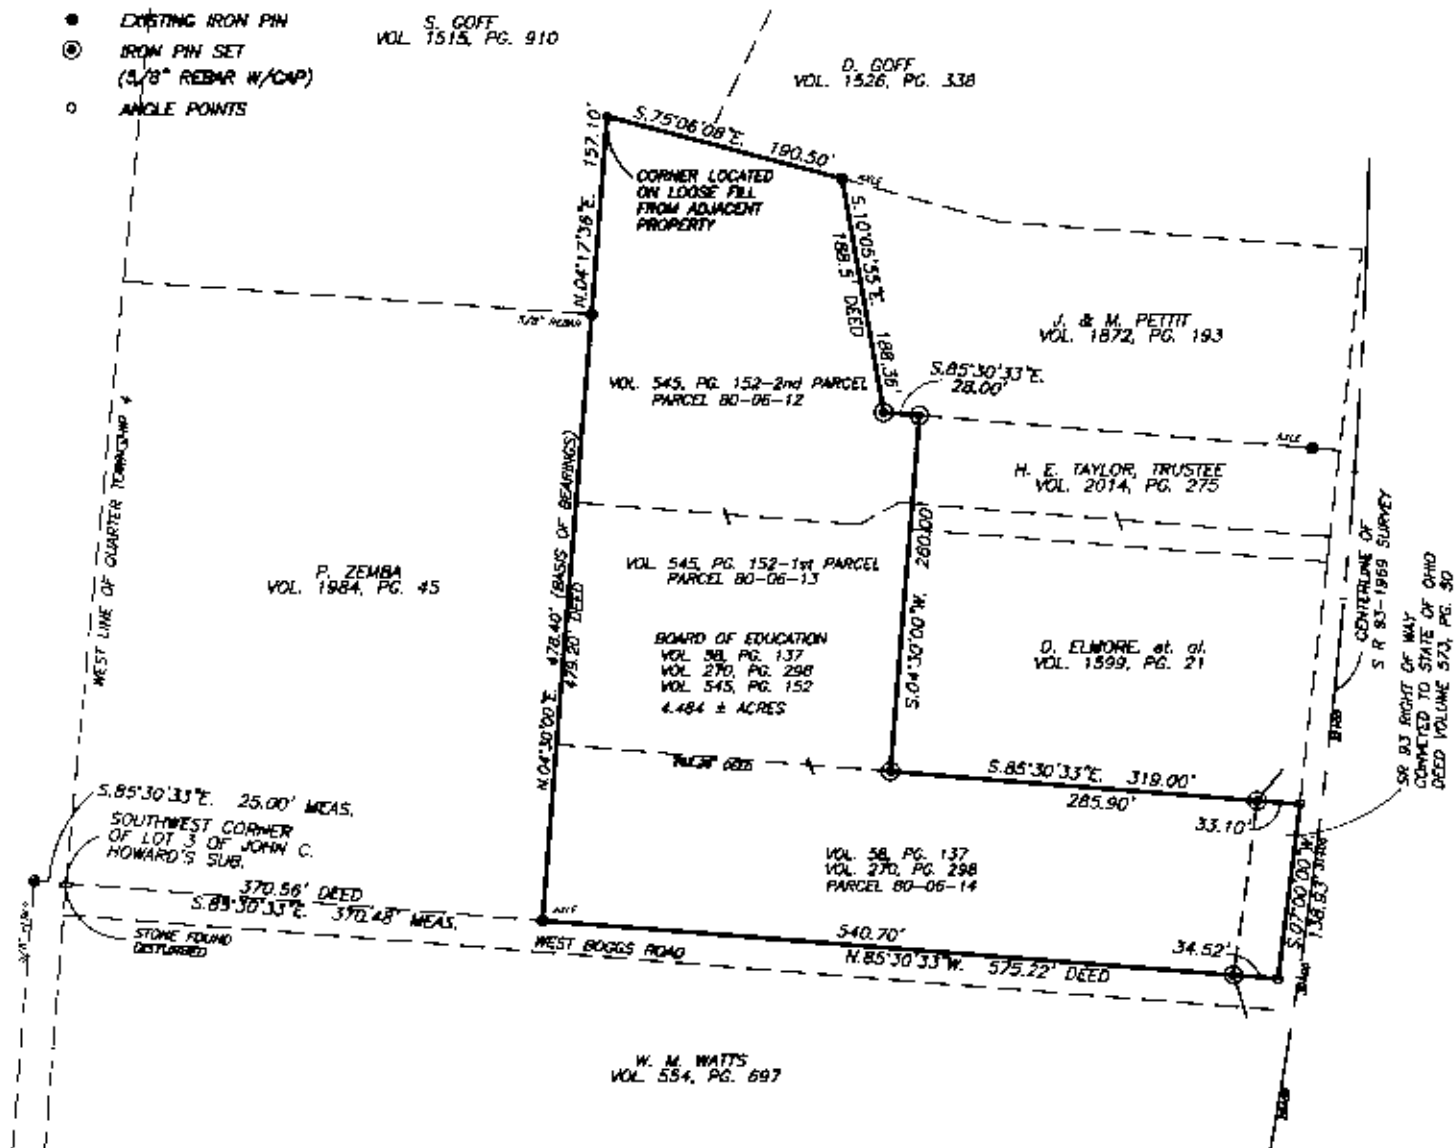 EXISTING IRON PIN
IRON PIN SET
(5/8" REBAR W/CAP)
ANGLE POINTS
S. GOFF
VOL. 1515, PG. 910
D. GOFF
VOL. 1526, PG. 338
S.75°06'08"E. 190.50'
N.04°17'36"E. 157.10'
CORNER LOCATED
ON LOOSE FILL
FROM ADJACENT
PROPERTY
AXLE
S.10°05'55"E. 188.36'
188.5' DEED
5/8" REBAR
J. & M. PETTIT
VOL. 1872, PG. 193
S.85°30'33"E.
28.00'
VOL. 545, PG. 152-2nd PARCEL
PARCEL 80-06-12
AXLE
H. E. TAYLOR, TRUSTEE
VOL. 2014, PG. 275
WEST LINE OF QUARTER TOWNSHIP 4
P. ZEMBA
VOL. 1984, PG. 45
N.04°30'00"E. 478.40' (BASIS OF BEARINGS)
479.20' DEED
VOL. 545, PG. 152-1st PARCEL
PARCEL 80-06-13
BOARD OF EDUCATION
VOL. 58, PG. 137
VOL. 270, PG. 298
VOL. 545, PG. 152
4.484 ± ACRES
S.04°30'00"W. 280.00'
D. ELMORE, et. al.
VOL. 1599, PG. 21
CENTERLINE OF
S R 93-1969 SURVEY
SR 93 RIGHT OF WAY
CONVEYED TO STATE OF OHIO
DEED VOLUME 573, PG. 50
DEED
S.85°30'33"E. 319.00'
285.90'
33.10'
S.85°30'33"E. 25.00' MEAS.
SOUTHWEST CORNER
OF LOT 3 OF JOHN C.
HOWARD'S SUB.
370.56' DEED
S.85°30'33"E. 370.48' MEAS.
STONE FOUND
DISTURBED
AXLE
VOL. 58, PG. 137
VOL. 270, PG. 298
PARCEL 80-06-14
S.07°00'00"W.
138.93'
WEST BOGGS ROAD
540.70'
N.85°30'33"W. 575.22' DEED
34.52'
W. M. WATTS
VOL. 554, PG. 697